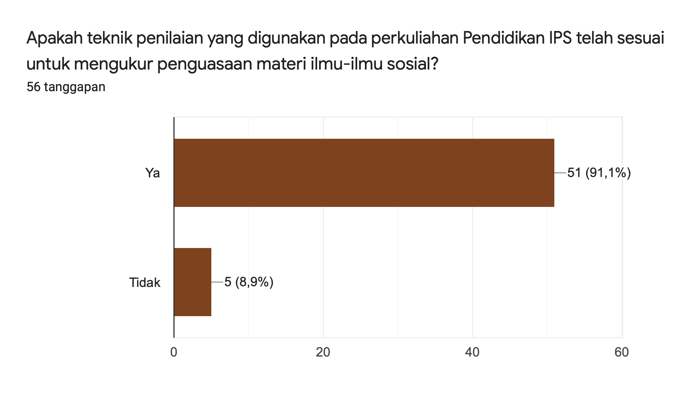 Apakah teknik penilaian yang digunakan pada perkuliahan Pendidikan IPS telah sesuai
untuk mengukur penguasaan materi ilmu-ilmu sosial?
56 tanggapan
Ya
51 (91,1%)
Tidak
5 (8,9%)
0
20
40
60